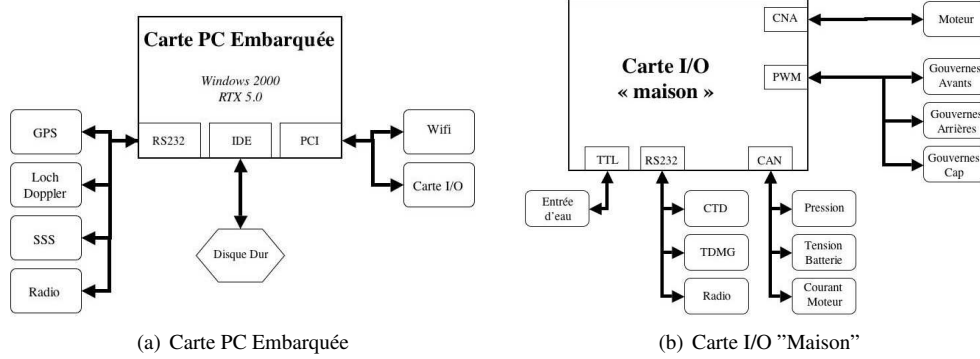 Carte PC Embarquée
Windows 2000
RTX 5.0
RS232
IDE
PCI
GPS
Loch
Doppler
SSS
Radio
Wifi
Carte I/O
Disque Dur
(a) Carte PC Embarquée
Carte I/O
« maison »
CNA
PWM
TTL
RS232
CAN
Moteur
Gouvernes
Avants
Gouvernes
Arrières
Gouvernes
Cap
Entrée
d'eau
CTD
TDMG
Radio
Pression
Tension
Batterie
Courant
Moteur
(b) Carte I/O ”Maison”